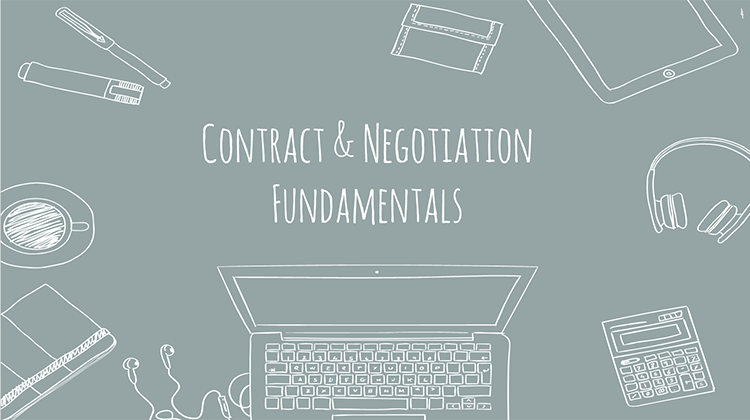 CONTRACT & NEGOTIATION
FUNDAMENTALS